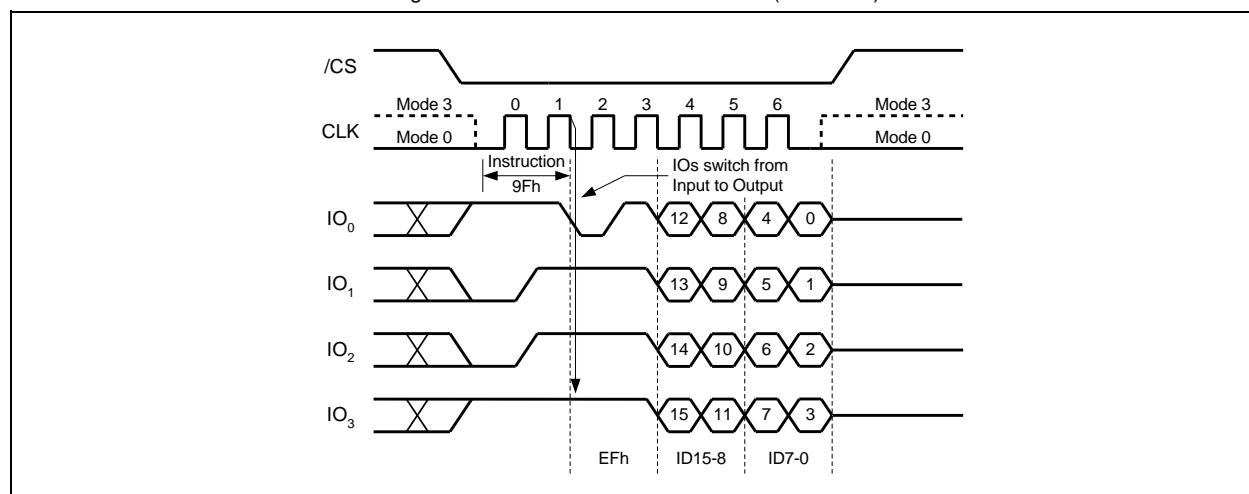 /CS
Mode 3 0 1 2 3 4 5 6 Mode 3
CLK Mode 0 Mode 0
Instruction IOs switch from
9Fh Input to Output
IO0 12 8 4 0
IO1 13 9 5 1
IO2 14 10 6 2
IO3 15 11 7 3
EFh ID15-8 ID7-0